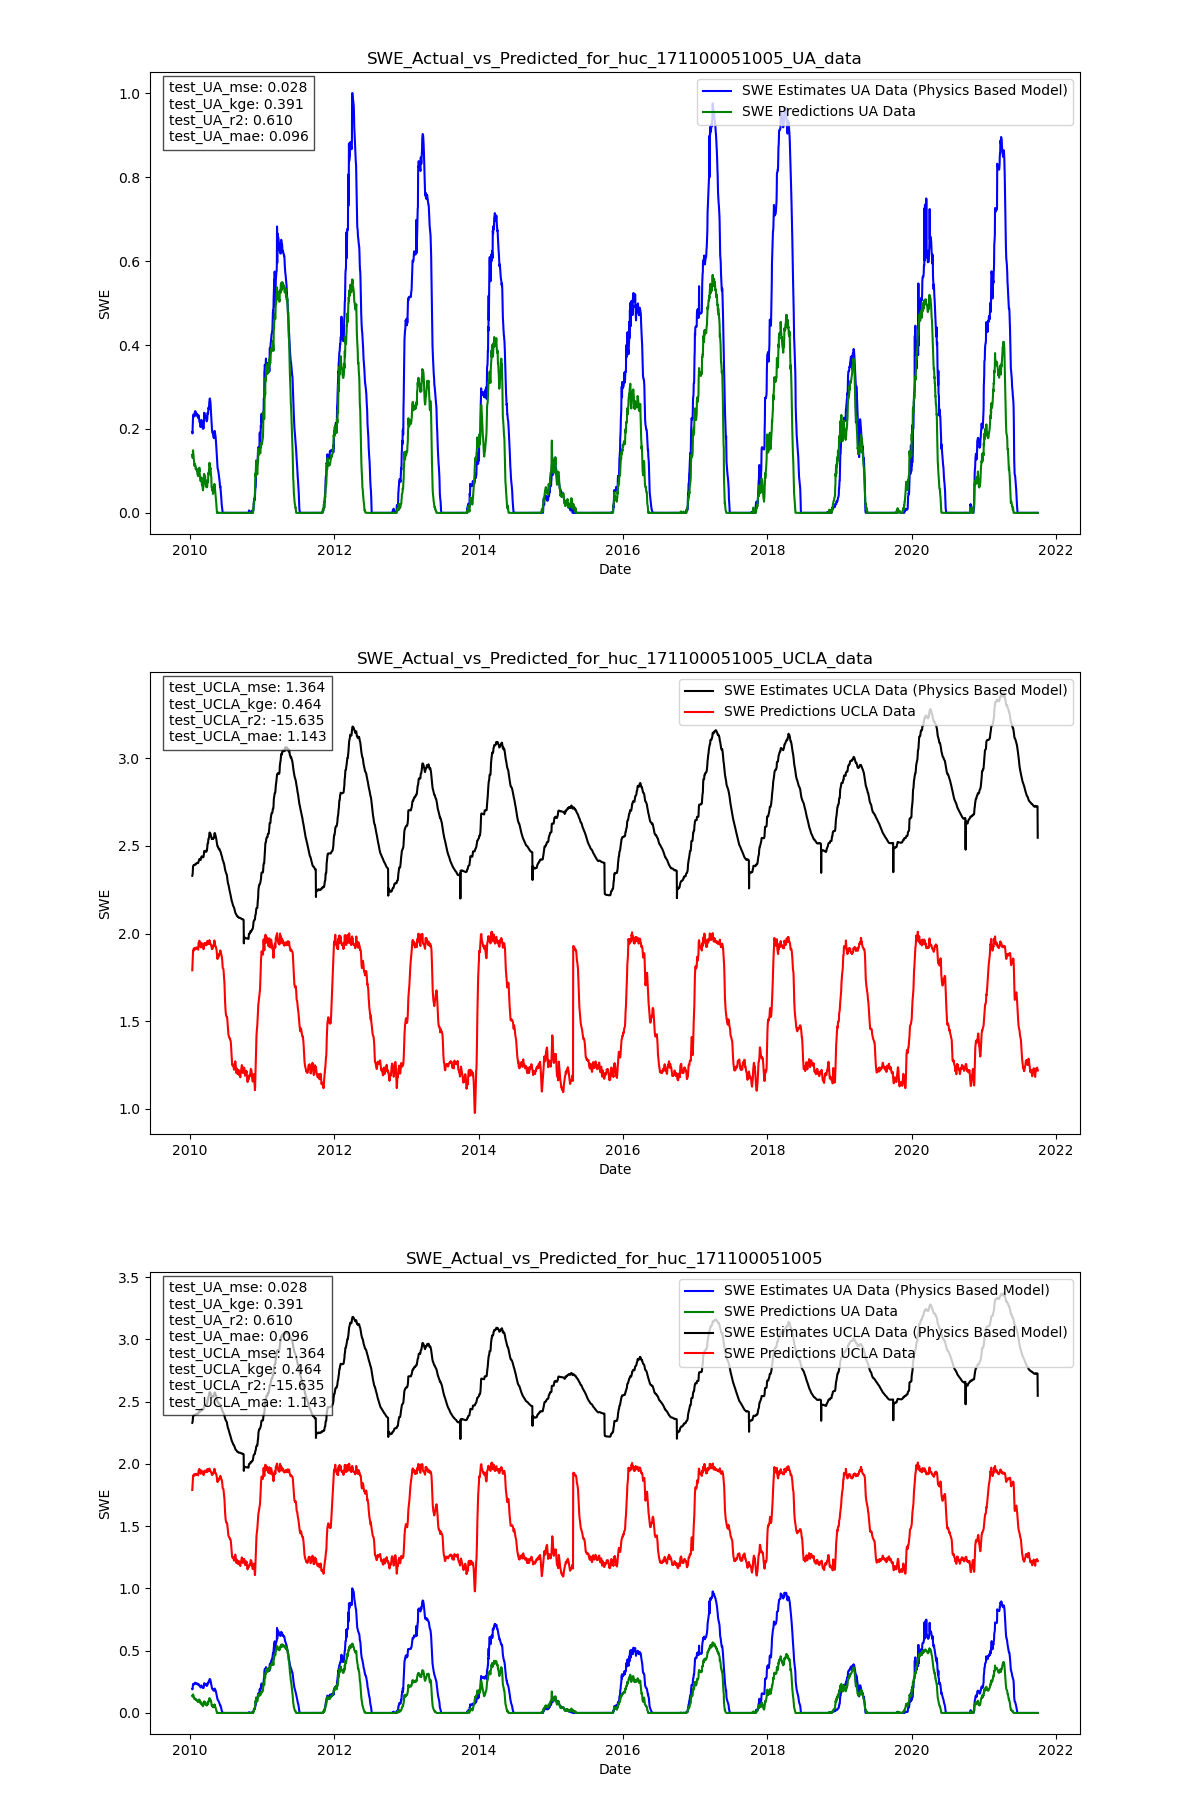 SWE_Actual_vs_Predicted_for_huc_171100051005_UA_data
test_UA_mse: 0.028
test_UA_kge: 0.391
test_UA_r2: 0.610
test_UA_mae: 0.096
SWE Estimates UA Data (Physics Based Model)
SWE Predictions UA Data
1.0
0.8
0.6
0.4
0.2
0.0
SWE
2010 2012 2014 2016 2018 2020 2022
Date
SWE_Actual_vs_Predicted_for_huc_171100051005_UCLA_data
test_UCLA_mse: 1.364
test_UCLA_kge: 0.464
test_UCLA_r2: -15.635
test_UCLA_mae: 1.143
SWE Estimates UCLA Data (Physics Based Model)
SWE Predictions UCLA Data
3.0
2.5
2.0
1.5
1.0
SWE
2010 2012 2014 2016 2018 2020 2022
Date
SWE_Actual_vs_Predicted_for_huc_171100051005
test_UA_mse: 0.028
test_UA_kge: 0.391
test_UA_r2: 0.610
test_UA_mae: 0.096
test_UCLA_mse: 1.364
test_UCLA_kge: 0.464
test_UCLA_r2: -15.635
test_UCLA_mae: 1.143
SWE Estimates UA Data (Physics Based Model)
SWE Predictions UA Data
SWE Estimates UCLA Data (Physics Based Model)
SWE Predictions UCLA Data
3.5
3.0
2.5
2.0
1.5
1.0
0.5
0.0
SWE
2010 2012 2014 2016 2018 2020 2022
Date